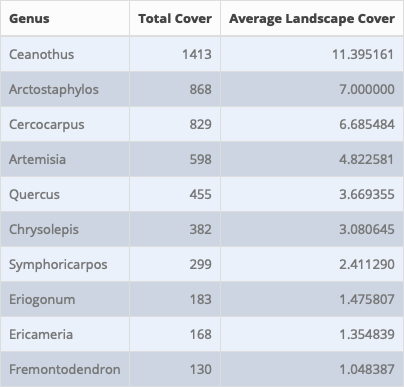 Genus Total Cover Average Landscape Cover
Ceanothus 1413 11.395161
Arctostaphylos 868 7.000000
Cercocarpus 829 6.685484
Artemisia 598 4.822581
Quercus 455 3.669355
Chrysolepis 382 3.080645
Symphoricarpos 299 2.411290
Eriogonum 183 1.475807
Ericameria 168 1.354839
Fremontodendron 130 1.048387